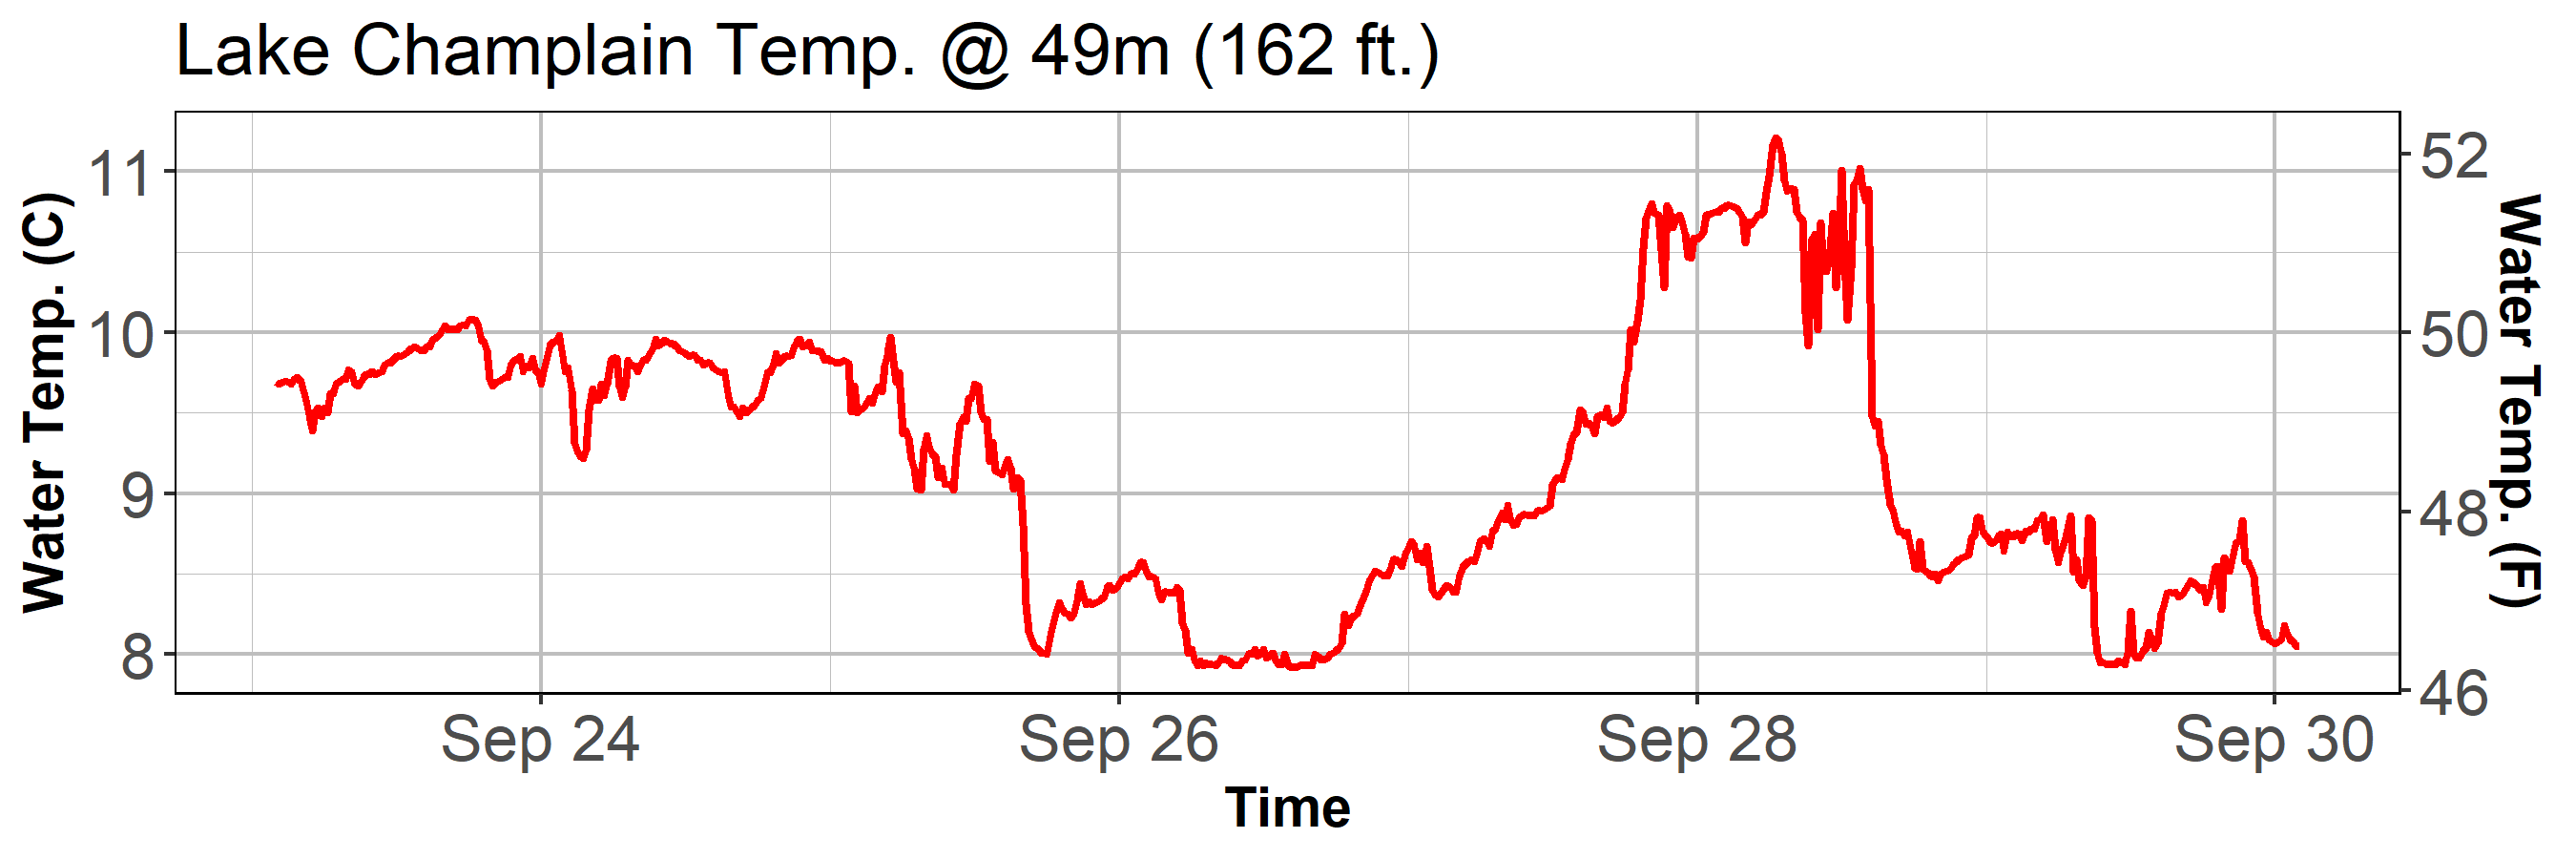 Lake Champlain Temp. @ 49m (162 ft.)
Water Temp. (C)
11
10
9
8
52
50
48
46
Water Temp. (F)
Sep 24
Sep 26
Sep 28
Sep 30
Time